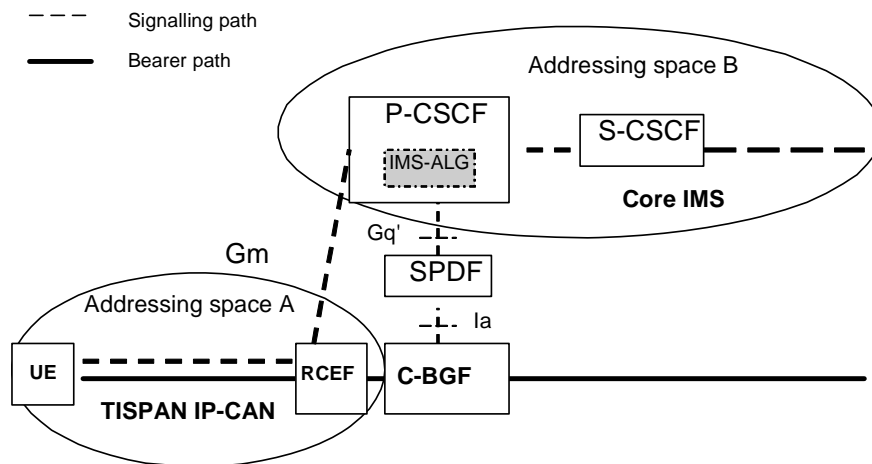 Signalling path
Bearer path
Addressing space B
P-CSCF
S-CSCF
IMS-ALG
Core IMS
Gq'
Gm
SPDF
Addressing space A
Ia
UE
RCEF
C-BGF
TISPAN IP-CAN